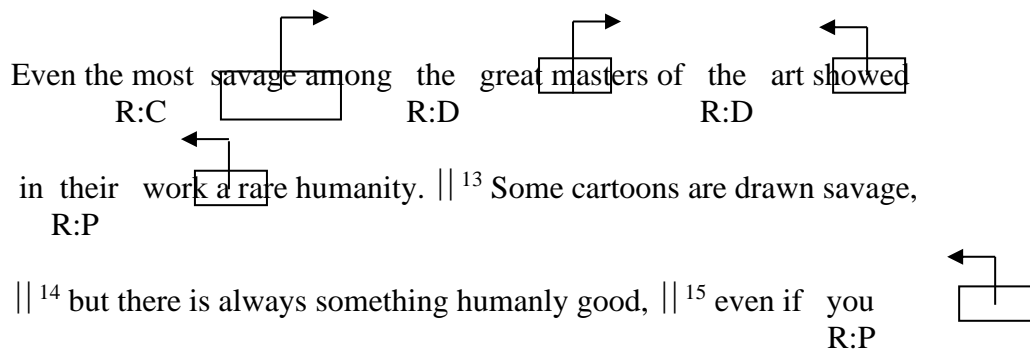 Even the most savage among the great masters of the art showed
R:C R:D R:D
in their work a rare humanity. || 13 Some cartoons are drawn savage,
R:P
|| 14 but there is always something humanly good, || 15 even if you
R:P